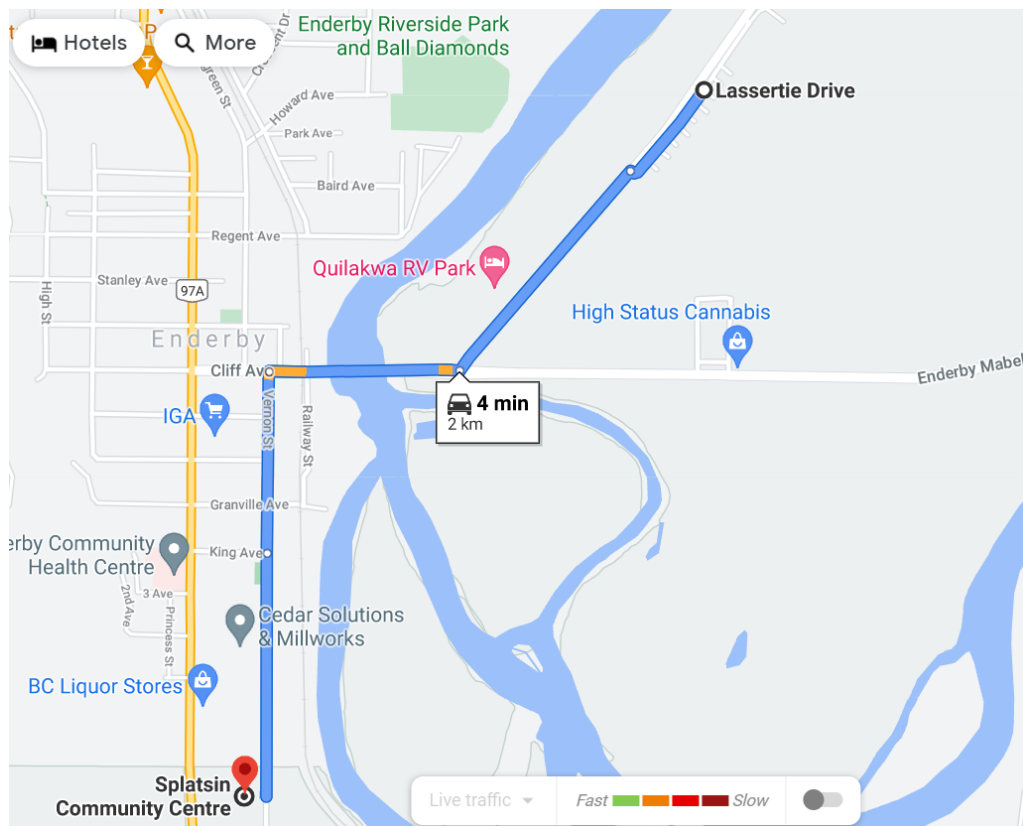 Hotels
More
Enderby Riverside Park
and Ball Diamonds
Lassertie Drive
Howard Ave
Park Ave
Baird Ave
Regent Ave
Quilakwa RV Park
Stanley Ave
97A
High St
High Status Cannabis
Enderby
Cliff Av
Enderby Mabel
4 min
2 km
IGA
Vernon St
Railway St
Granville Ave
King Ave
erby Community
Health Centre
3 Ave
2nd Ave
Princess St
Cedar Solutions
& Millworks
BC Liquor Stores
Splatsin
Community Centre
Live traffic
Fast
Slow